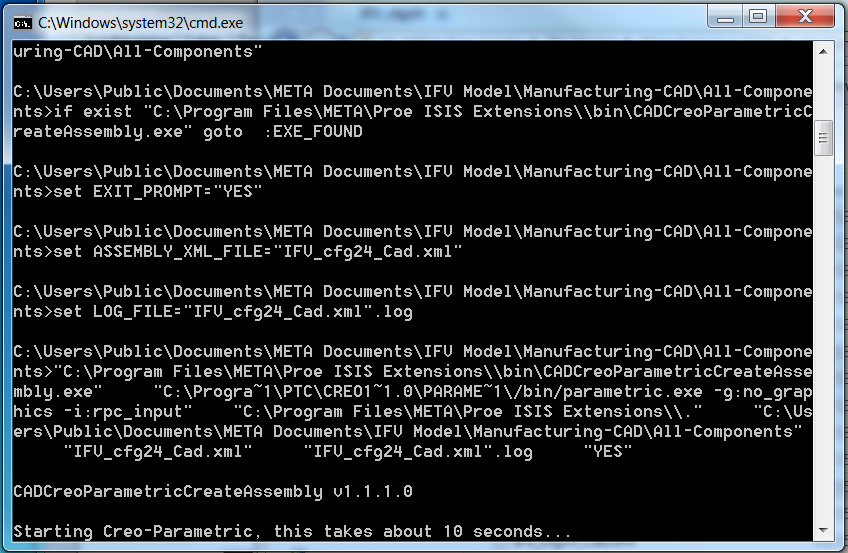 C:\Windows\system32\cmd.exe
uring-CAD\All-Components"
C:\Users\Public\Documents\META Documents\IFV Model\Manufacturing-CAD\All-Compone
nts>if exist "C:\Program Files\META\Proe ISIS Extensions\\bin\CADCreoParametricC
reateAssembly.exe" goto  :EXE_FOUND
C:\Users\Public\Documents\META Documents\IFV Model\Manufacturing-CAD\All-Compone
nts>set EXIT_PROMPT="YES"
C:\Users\Public\Documents\META Documents\IFV Model\Manufacturing-CAD\All-Compone
nts>set ASSEMBLY_XML_FILE="IFV_cfg24_Cad.xml"
C:\Users\Public\Documents\META Documents\IFV Model\Manufacturing-CAD\All-Compone
nts>set LOG_FILE="IFV_cfg24_Cad.xml".log
C:\Users\Public\Documents\META Documents\IFV Model\Manufacturing-CAD\All-Compone
nts>"C:\Program Files\META\Proe ISIS Extensions\\bin\CADCreoParametricCreateAsse
mbly.exe"     "C:\Progra~1\PTC\CREO1~1.0\PARAME~1\/bin/parametric.exe -g:no_grap
hics -i:rpc_input"    "C:\Program Files\META\Proe ISIS Extensions\\."     "C:\Us
ers\Public\Documents\META Documents\IFV Model\Manufacturing-CAD\All-Components"
     "IFV_cfg24_Cad.xml"     "IFV_cfg24_Cad.xml".log     "YES"
CADCreoParametricCreateAssembly v1.1.1.0
Starting Creo-Parametric, this takes about 10 seconds...